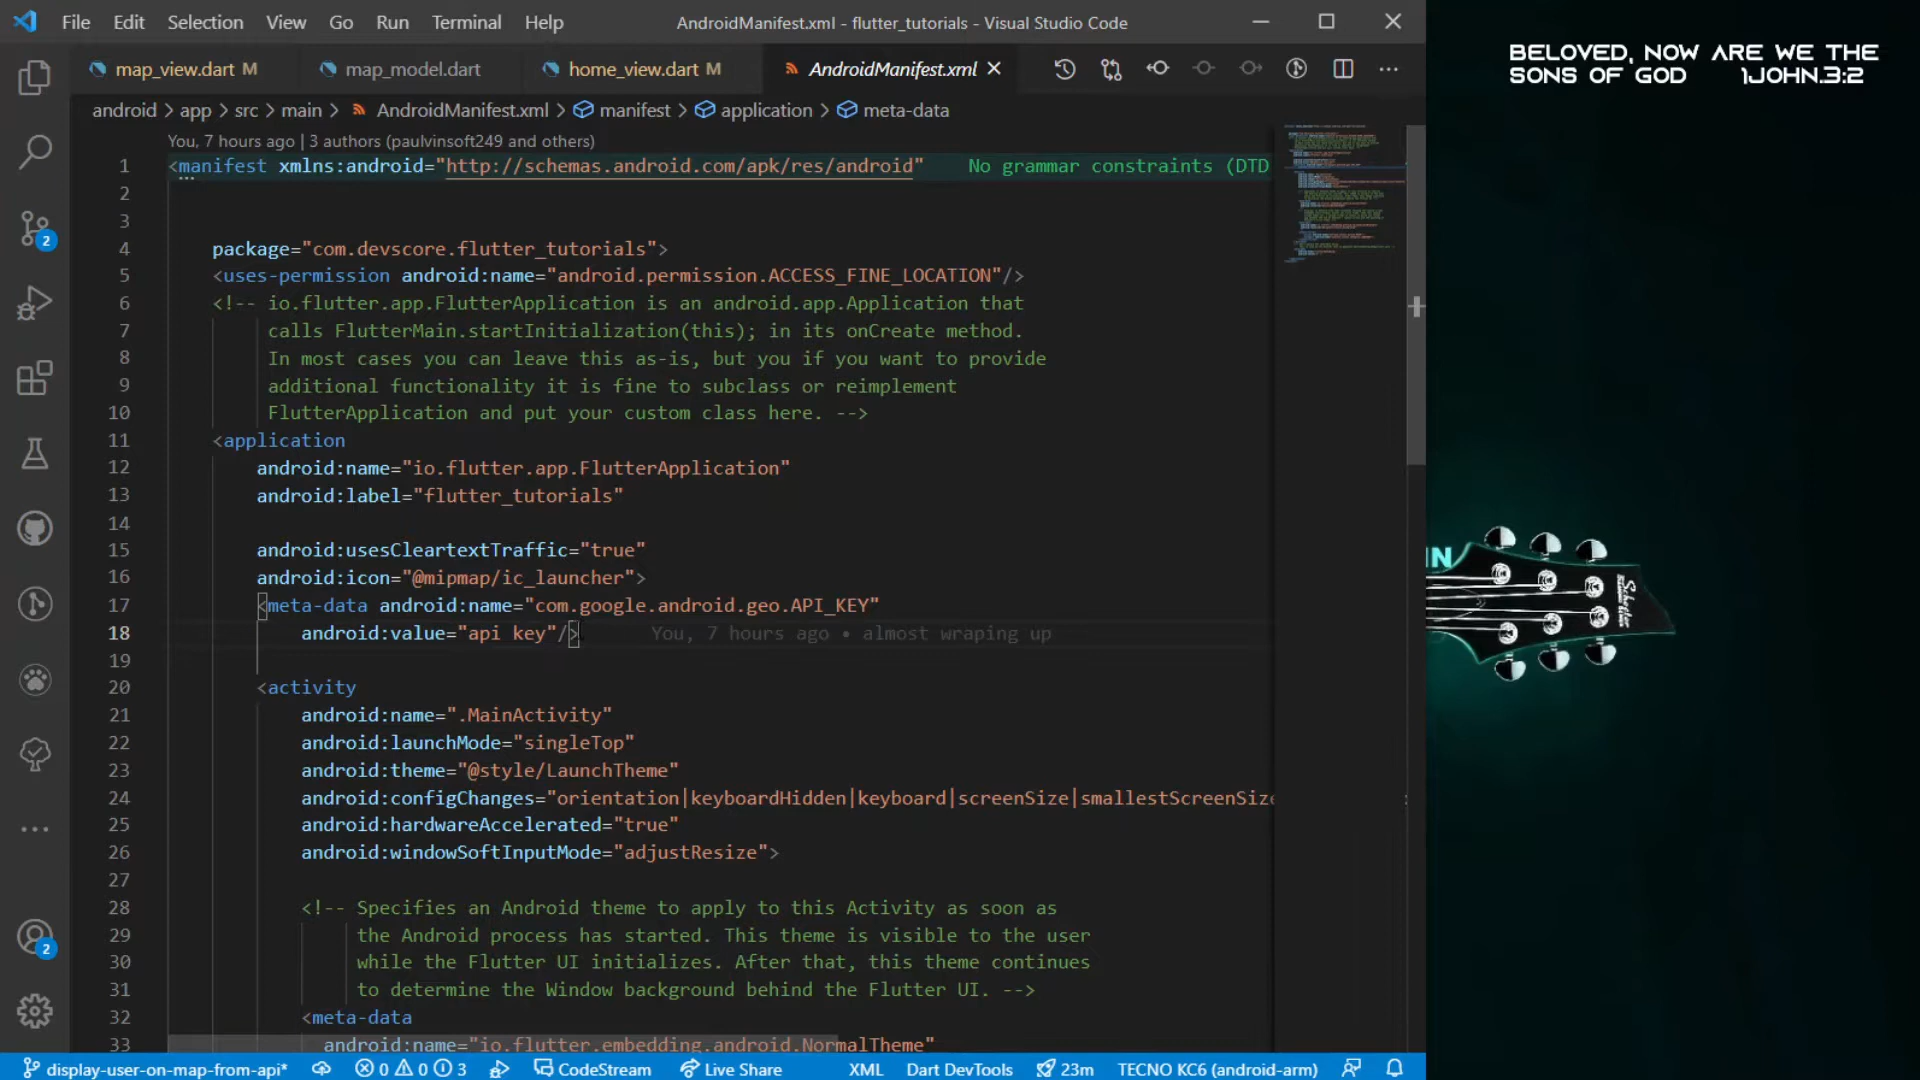 File Edit Selection View Go Run Terminal Help AndroidManifest.xml - flutter_tutorials - Visual Studio Code
map_view.dart M map_model.dart home_view.dart M AndroidManifest.xml
android > app > src > main > AndroidManifest.xml > manifest > application > meta-data
You, 7 hours ago | 3 authors (paulvinsoft249 and others)
1 <manifest xmlns:android="http://schemas.android.com/apk/res/android" No grammar constraints (DTD
2
3
4 package="com.devscore.flutter_tutorials">
5 <uses-permission android:name="android.permission.ACCESS_FINE_LOCATION"/>
6 <!-- io.flutter.app.FlutterApplication is an android.app.Application that
7 calls FlutterMain.startInitialization(this); in its onCreate method.
8 In most cases you can leave this as-is, but you if you want to provide
9 additional functionality it is fine to subclass or reimplement
10 FlutterApplication and put your custom class here. -->
11 <application
12 android:name="io.flutter.app.FlutterApplication"
13 android:label="flutter_tutorials"
14
15 android:usesCleartextTraffic="true"
16 android:icon="@mipmap/ic_launcher">
17 <meta-data android:name="com.google.android.geo.API_KEY"
18 android:value="api key"/> You, 7 hours ago • almost wraping up
19
20 <activity
21 android:name=".MainActivity"
22 android:launchMode="singleTop"
23 android:theme="@style/LaunchTheme"
24 android:configChanges="orientation|keyboardHidden|keyboard|screenSize|smallestScreenSize
25 android:hardwareAccelerated="true"
26 android:windowSoftInputMode="adjustResize">
27
28 <!-- Specifies an Android theme to apply to this Activity as soon as
29 the Android process has started. This theme is visible to the user
30 while the Flutter UI initializes. After that, this theme continues
31 to determine the Window background behind the Flutter UI. -->
32 <meta-data
33 android:name="io.flutter.embedding.android.NormalTheme"
2
2
display-user-on-map-from-api* 0 0 3 CodeStream Live Share XML Dart DevTools 23m TECNO KC6 (android-arm)
BELOVED, NOW ARE WE THE
SONS OF GOD 1JOHN.3:2
IN
Schecter